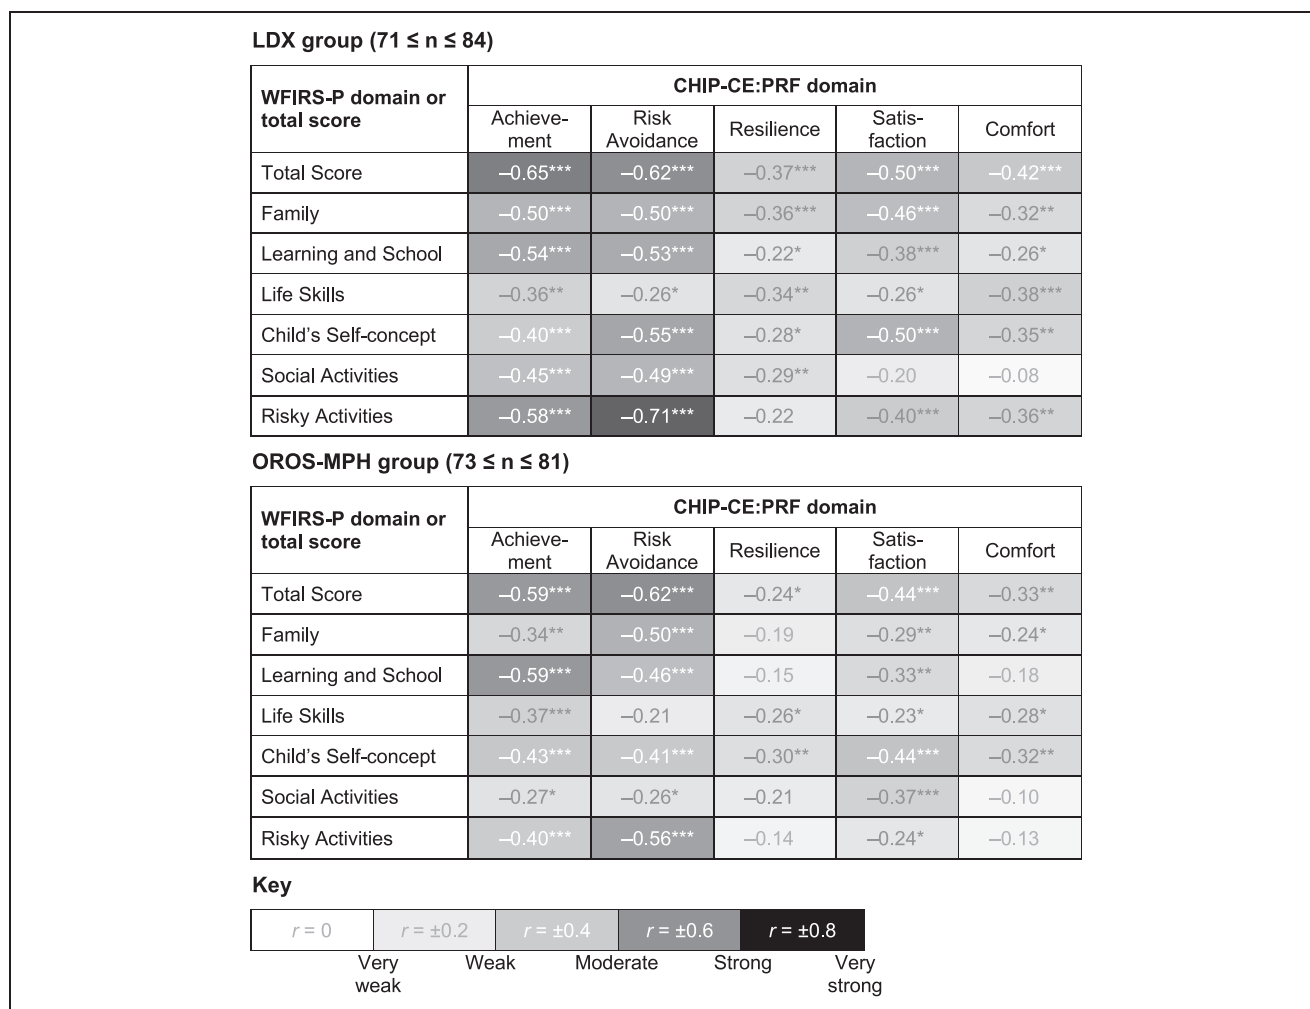 LDX group (71 ≤ n ≤ 84)
WFIRS-P domain or total score CHIP-CE:PRF domain
Achieve-ment Risk Avoidance Resilience Satis-faction Comfort
Total Score –0.65*** –0.62*** –0.37*** –0.50*** –0.42***
Family –0.50*** –0.50*** –0.36*** –0.46*** –0.32**
Learning and School –0.54*** –0.53*** –0.22* –0.38*** –0.26*
Life Skills –0.36** –0.26* –0.34** –0.26* –0.38***
Child’s Self-concept –0.40*** –0.55*** –0.28* –0.50*** –0.35**
Social Activities –0.45*** –0.49*** –0.29** –0.20 –0.08
Risky Activities –0.58*** –0.71*** –0.22 –0.40*** –0.36**
OROS-MPH group (73 ≤ n ≤ 81)
WFIRS-P domain or total score CHIP-CE:PRF domain
Achieve-ment Risk Avoidance Resilience Satis-faction Comfort
Total Score –0.59*** –0.62*** –0.24* –0.44*** –0.33**
Family –0.34** –0.50*** –0.19 –0.29** –0.24*
Learning and School –0.59*** –0.46*** –0.15 –0.33** –0.18
Life Skills –0.37*** –0.21 –0.26* –0.23* –0.28*
Child’s Self-concept –0.43*** –0.41*** –0.30** –0.44*** –0.32**
Social Activities –0.27* –0.26* –0.21 –0.37*** –0.10
Risky Activities –0.40*** –0.56*** –0.14 –0.24* –0.13
Key
r = 0 r = ±0.2 r = ±0.4 r = ±0.6 r = ±0.8
Very weak Weak Moderate Strong Very strong